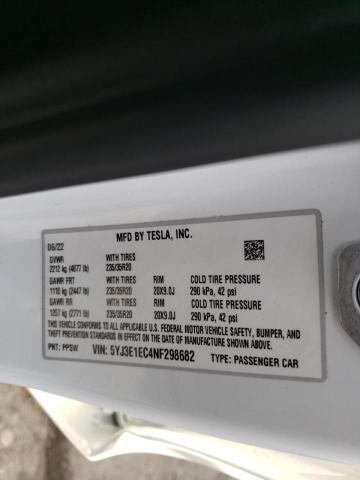 MFD BY TESLA, INC.
06/22
GVWR WITH TIRES
2212 kg (4877 lb) 235/35R20
GAWR FRT WITH TIRES RIM COLD TIRE PRESSURE
1110 kg (2447 lb) 235/35R20 20X9.0J 290 kPa, 42 psi
GAWR RR WITH TIRES RIM COLD TIRE PRESSURE
1257 kg (2771 lb) 235/35R20 20X9.0J 290 kPa, 42 psi
THIS VEHICLE CONFORMS TO ALL APPLICABLE U.S. FEDERAL MOTOR VEHICLE SAFETY, BUMPER, AND
THEFT PREVENTION STANDARDS IN EFFECT ON THE DATE OF MANUFACTURE SHOWN ABOVE.
PNT: PPSW VIN: 5YJ3E1EC4NF298682 TYPE: PASSENGER CAR